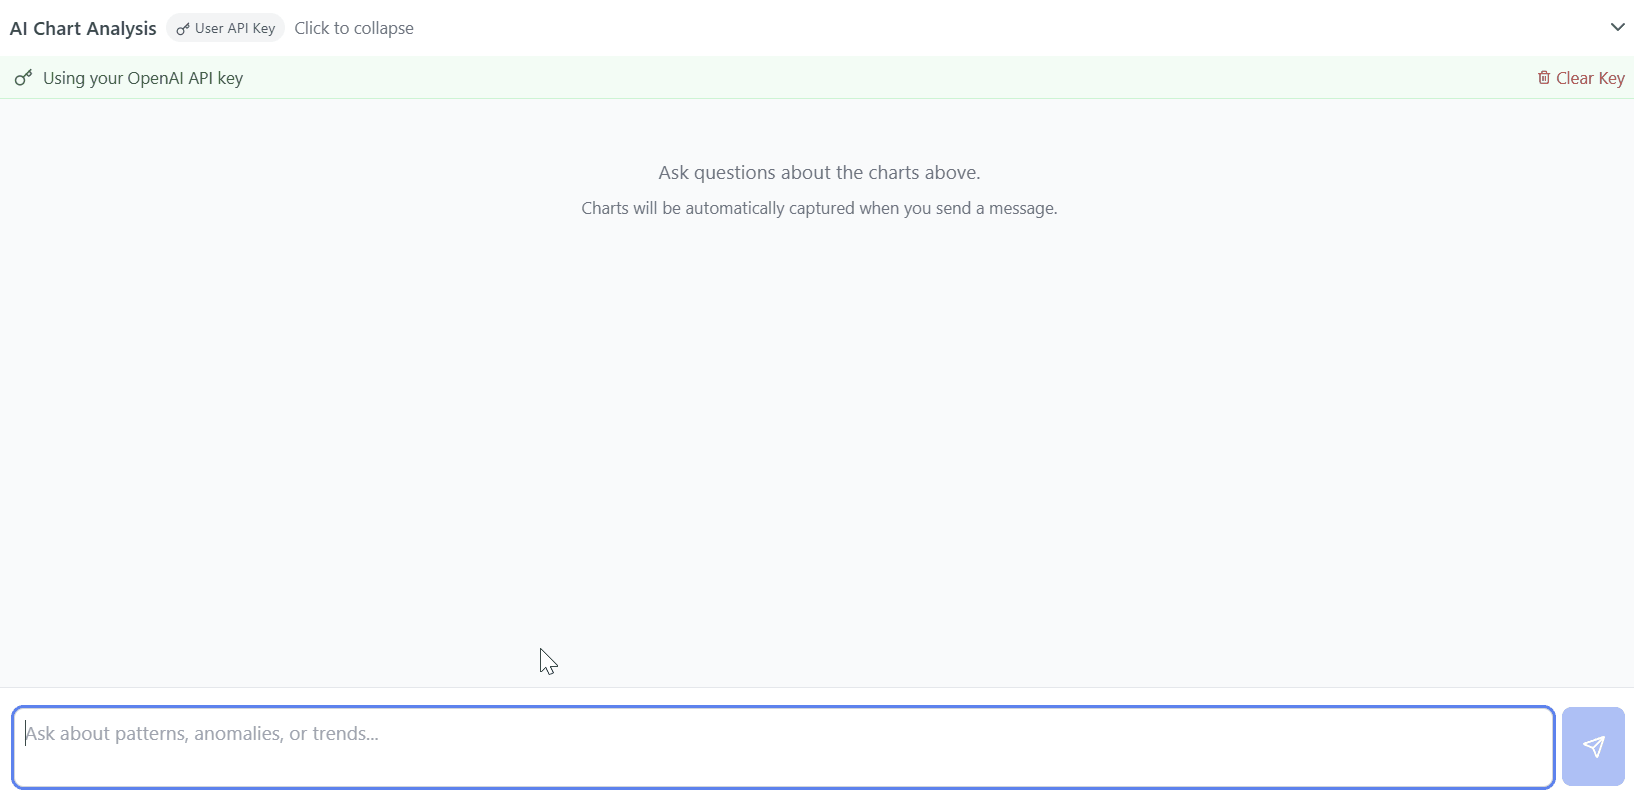 AI Chart Analysis User API Key Click to collapse
Using your OpenAI API key Clear Key
Ask questions about the charts above.
Charts will be automatically captured when you send a message.
Ask about patterns, anomalies, or trends...